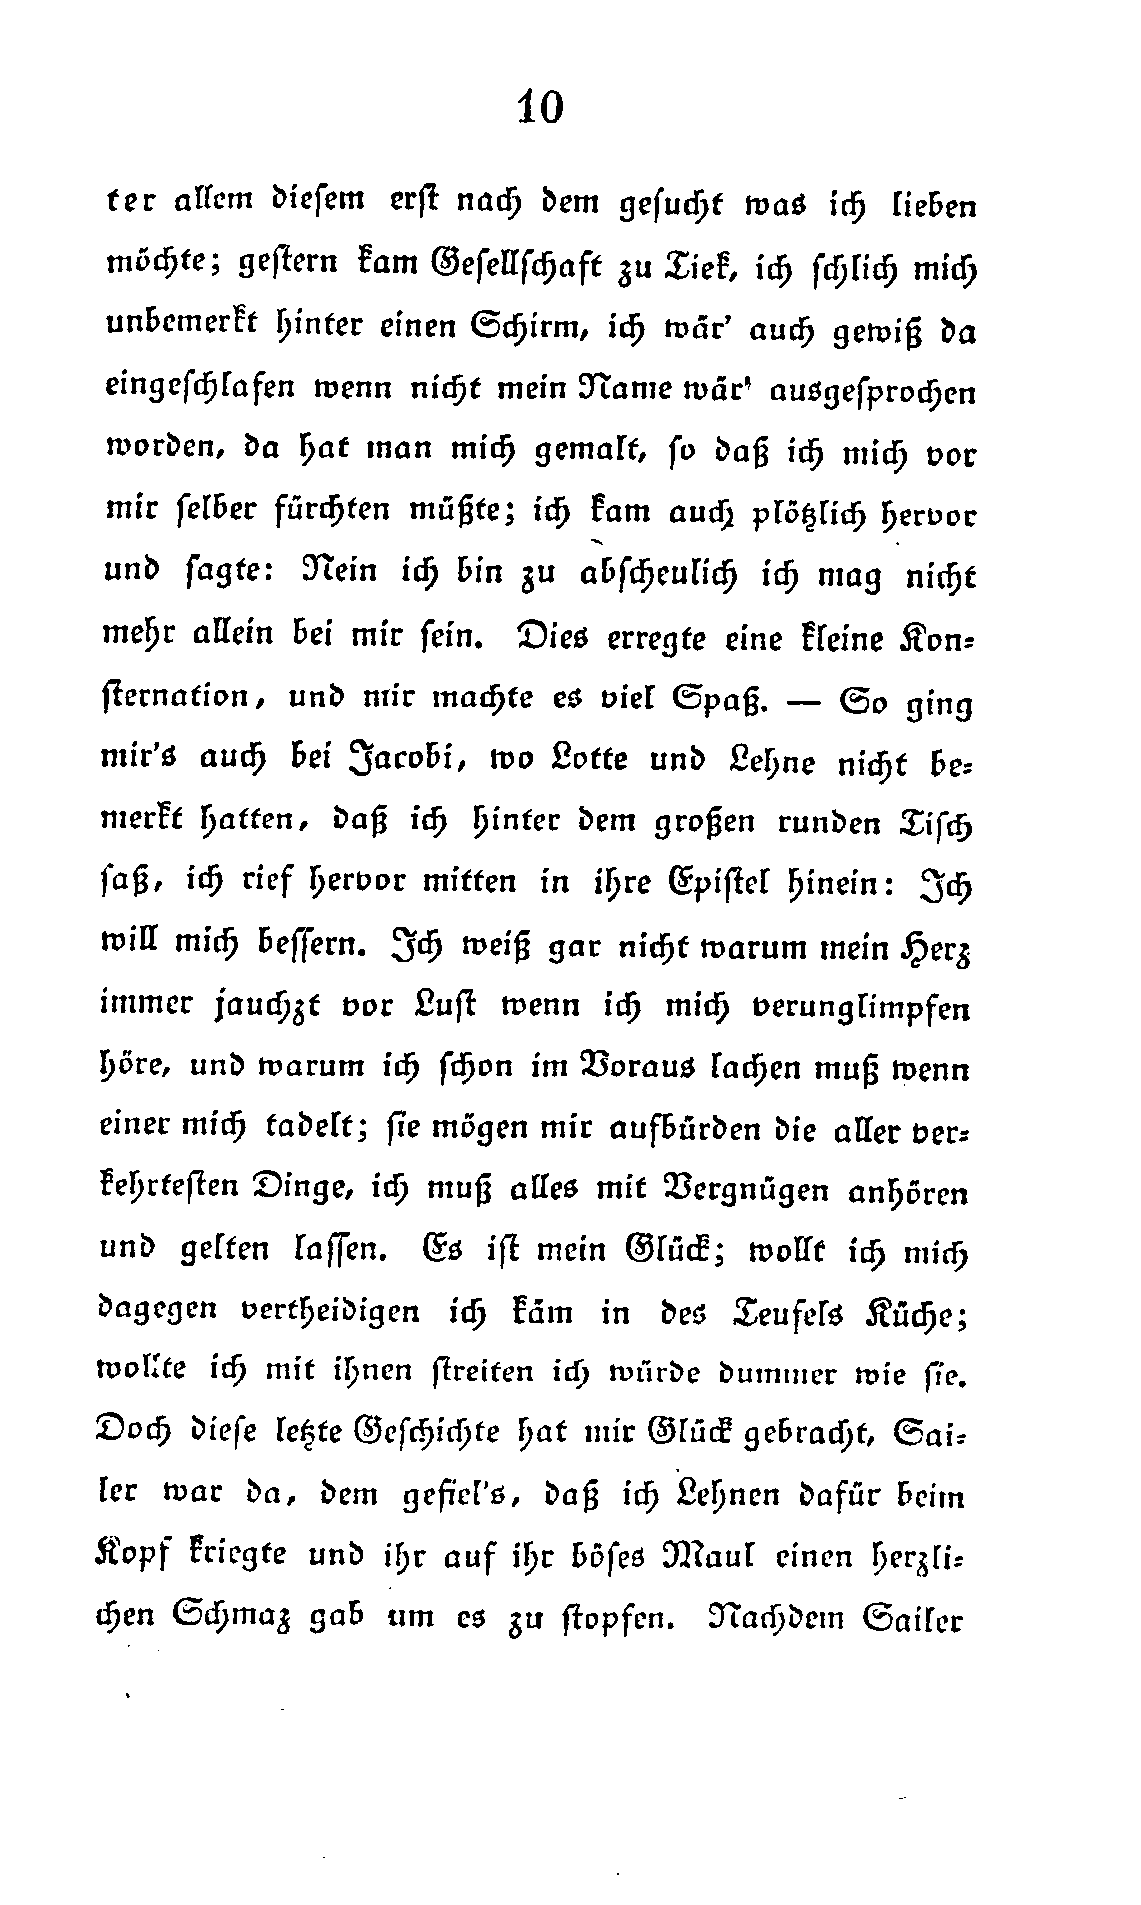 10
ter allem dieſem erſt nach dem geſucht was ich lieben
möchte; geſtern kam Geſellſchaft zu Tiek, ich ſchlich mich
unbemerkt hinter einen Schirm, ich wär' auch gewiß da
eingeſchlafen wenn nicht mein Name wär' ausgeſprochen
worden, da hat man mich gemalt, ſo daß ich mich vor
mir ſelber fürchten müßte; ich kam auch plötzlich hervor
und ſagte: Nein ich bin zu abſcheulich ich mag nicht
mehr allein bei mir ſein. Dies erregte eine kleine Kon⸗
ſternation, und mir machte es viel Spaß. — So ging
mir's auch bei Jacobi, wo Lotte und Lehne nicht be⸗
merkt hatten, daß ich hinter dem großen runden Tiſch
ſaß, ich rief hervor mitten in ihre Epiſtel hinein: Ich
will mich beſſern. Ich weiß gar nicht warum mein Herz
immer jauchzt vor Luſt wenn ich mich verunglimpfen
höre, und warum ich ſchon im Voraus lachen muß wenn
einer mich tadelt; ſie mögen mir aufbürden die aller ver⸗
kehrteſten Dinge, ich muß alles mit Vergnügen anhören
und gelten laſſen. Es iſt mein Glück; wollt ich mich
dagegen vertheidigen ich käm in des Teufels Küche;
wollte ich mit ihnen ſtreiten ich würde dummer wie ſie.
Doch dieſe letzte Geſchichte hat mir Glück gebracht, Sai⸗
ler war da, dem gefiel's, daß ich Lehnen dafür beim
Kopf kriegte und ihr auf ihr böſes Maul einen herzli⸗
chen Schmaz gab um es zu ſtopfen. Nachdem Sailer